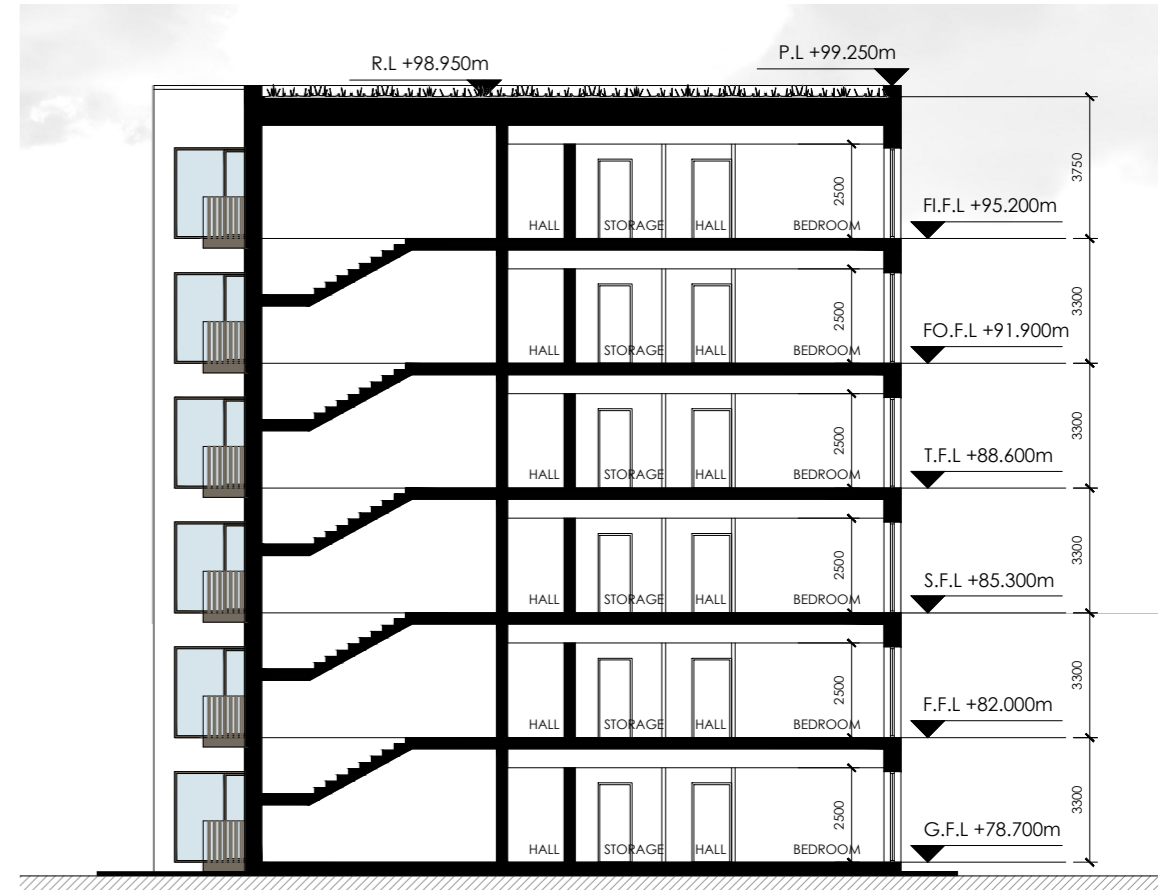 R.L +98.950m
P.L +99.250m
3750
2500
FI.F.L +95.200m
HALL STORAGE HALL BEDROOM
3300
2500
FO.F.L +91.900m
HALL STORAGE HALL BEDROOM
3300
2500
T.F.L +88.600m
HALL STORAGE HALL BEDROOM
3300
2500
S.F.L +85.300m
HALL STORAGE HALL BEDROOM
3300
2500
F.F.L +82.000m
HALL STORAGE HALL BEDROOM
3300
2500
G.F.L +78.700m
HALL STORAGE HALL BEDROOM